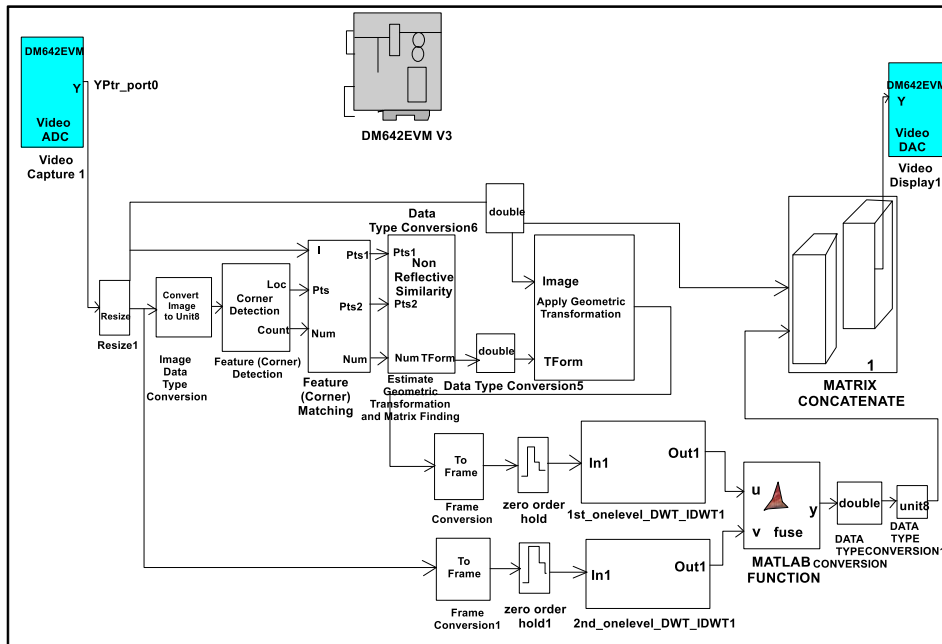 DM642EVM
Y
YPtr_port0
Video
ADC
Video
Capture 1
DM642EVM V3
DM642EVM
Y
Video
DAC
Video
Display1
double
Data
Type Conversion6
Resize
Resize1
Convert
Image
to Unit8
Image
Data
Type
Conversion
Loc
Corner
Detection
Count
Feature (Corner)
Detection
I
Pts
Num
Pts1
Pts2
Num
Feature
(Corner)
Matching
Pts1
Non
Reflective
Similarity
Pts2
Num TForm
Estimate
Geometric
Transformation
and Matrix Finding
double
Data Type Conversion5
Image
Apply Geometric
Transformation
TForm
1
MATRIX
CONCATENATE
To
Frame
Frame
Conversion
zero order
hold
In1
Out1
1st_onelevel_DWT_IDWT1
To
Frame
Frame
Conversion1
zero order
hold1
In1
Out1
2nd_onelevel_DWT_IDWT1
u
y
v
fuse
MATLAB
FUNCTION
double
DATA
TYPE
CONVERSION
unit8
DATA
TYPE
CONVERSION1